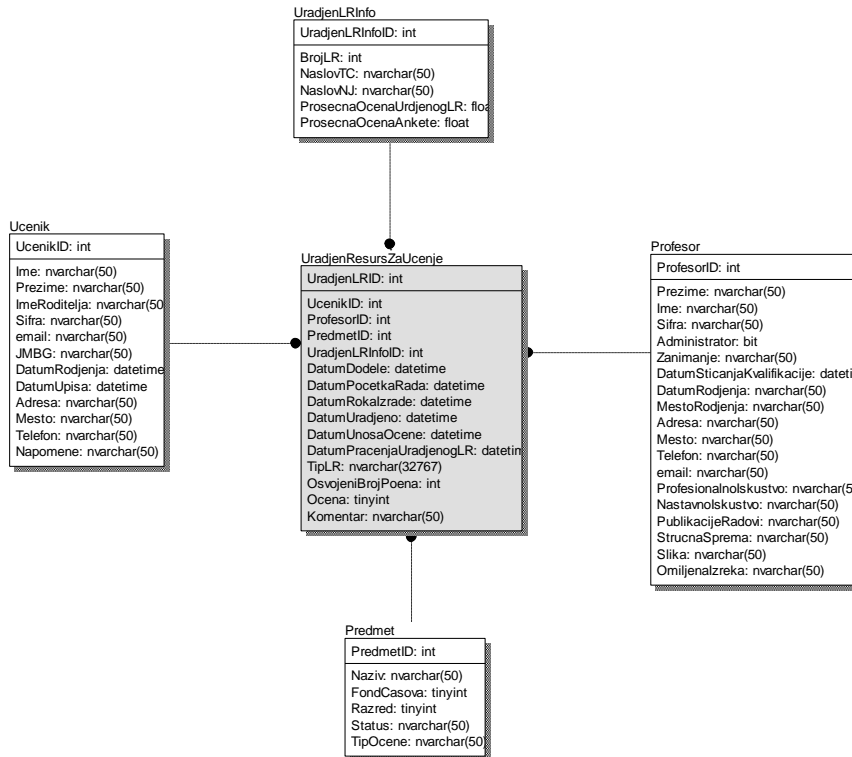 UradjenLRInfo
UradjenLRInfoID: int
BrojLR: int
NaslovTC: nvarchar(50)
NaslovNJ: nvarchar(50)
ProsecnaOcenaUrdjenogLR: floa
ProsecnaOcenaAnkete: float
Ucenik
UcenikID: int
Ime: nvarchar(50)
Prezime: nvarchar(50)
ImeRoditelja: nvarchar(50
Sifra: nvarchar(50)
email: nvarchar(50)
JMBG: nvarchar(50)
DatumRodjenja: datetime
DatumUpisa: datetime
Adresa: nvarchar(50)
Mesto: nvarchar(50)
Telefon: nvarchar(50)
Napomene: nvarchar(50)
UradjenResursZaUcenje
UradjenLRID: int
UcenikID: int
ProfesorID: int
PredmetID: int
UradjenLRInfoID: int
DatumDodele: datetime
DatumPocetkaRada: datetime
DatumRokaIzrade: datetime
DatumUradjeno: datetime
DatumUnosaOcene: datetime
DatumPracenjaUradjenogLR: datetim
TipLR: nvarchar(32767)
OsvojeniBrojPoena: int
Ocena: tinyint
Komentar: nvarchar(50)
Profesor
ProfesorID: int
Prezime: nvarchar(50)
Ime: nvarchar(50)
Sifra: nvarchar(50)
Administrator: bit
Zanimanje: nvarchar(50)
DatumSticanjaKvalifikacije: dateti
DatumRodjenja: nvarchar(50)
MestoRodjenja: nvarchar(50)
Adresa: nvarchar(50)
Mesto: nvarchar(50)
Telefon: nvarchar(50)
email: nvarchar(50)
ProfesionalnoIskustvo: nvarchar(5
NastavnoIskustvo: nvarchar(50)
PublikacijeRadovi: nvarchar(50)
StrucnaSprema: nvarchar(50)
Slika: nvarchar(50)
OmiljenaIzreka: nvarchar(50)
Predmet
PredmetID: int
Naziv: nvarchar(50)
FondCasova: tinyint
Razred: tinyint
Status: nvarchar(50)
TipOcene: nvarchar(50)